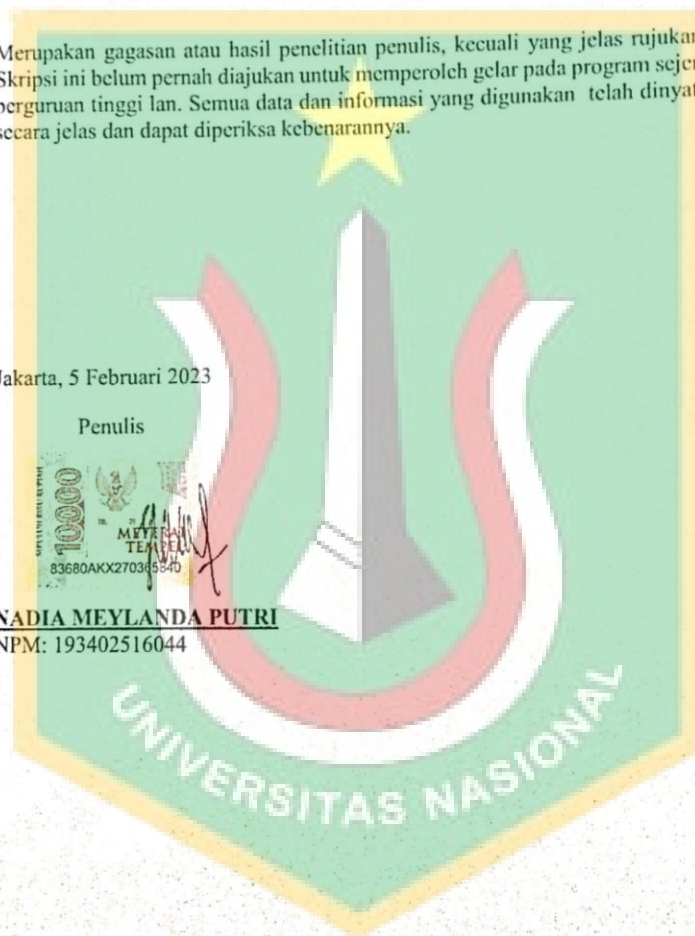 Merupakan gagasan atau hasil penelitian penulis, kecuali yang jelas rujukan
Skripsi ini belum pernah diajukan untuk memperoleh gelar pada program sejen
perguruan tinggi lan. Semua data dan informasi yang digunakan telah dinyat
secara jelas dan dapat diperiksa kebenarannya.
Jakarta, 5 Februari 2023
Penulis
10000
TEMPEL
NADIA MEYLANDA PUTRI
NPM: 193402516044
UNIVERSITAS NASIONAL